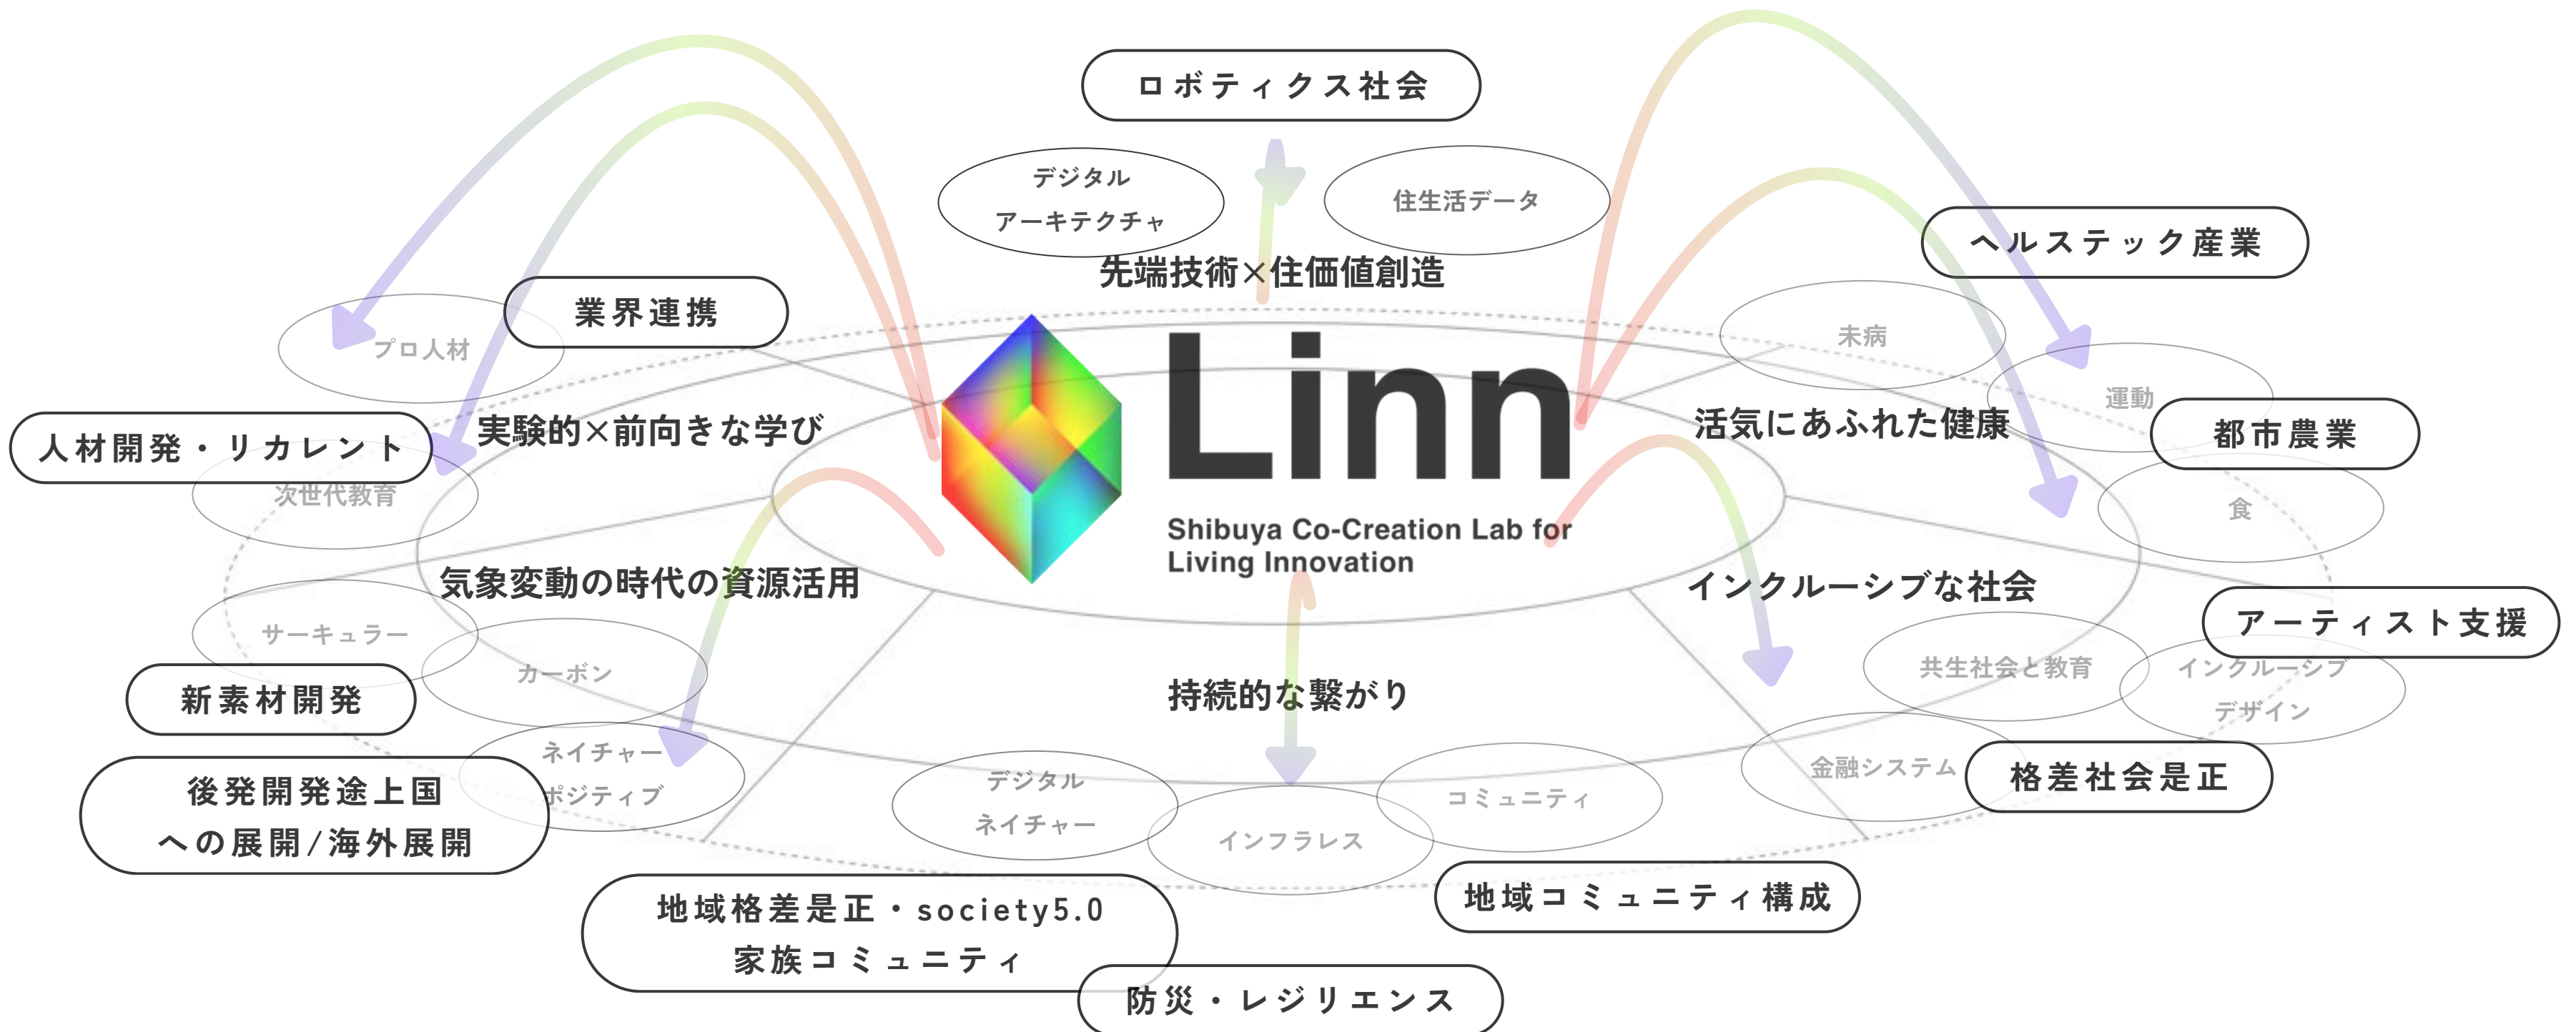 ロボティクス社会
デジタル
アーキテクチャ
住生活データ
先端技術×住価値創造
ヘルステック産業
業界連携
プロ人材
未病
運動
人材開発・リカレント
実験的×前向きな学び
活気にあふれた健康
都市農業
次世代教育
食
Linn
Shibuya Co-Creation Lab for
Living Innovation
気象変動の時代の資源活用
インクルーシブな社会
サーキュラー
カーボン
新素材開発
ネイチャー
ポジティブ
後発開発途上国
への展開/海外展開
持続的な繋がり
アーティスト支援
共生社会と教育
インクルーシブ
デザイン
金融システム
格差社会是正
デジタル
ネイチャー
インフラレス
コミュニティ
地域コミュニティ構成
地域格差是正・society5.0
家族コミュニティ
防災・レジリエンス